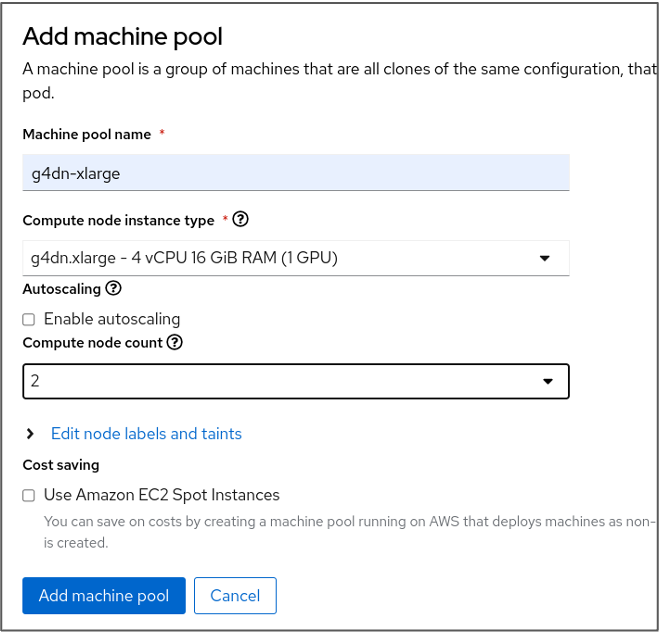 Add machine pool
A machine pool is a group of machines that are all clones of the same configuration, that
pod.
Machine pool name *
g4dn-xlarge
Compute node instance type *
g4dn.xlarge - 4 vCPU 16 GiB RAM (1 GPU)
Autoscaling
Enable autoscaling
Compute node count
2
Edit node labels and taints
Cost saving
Use Amazon EC2 Spot Instances
You can save on costs by creating a machine pool running on AWS that deploys machines as non-
is created.
Add machine pool Cancel